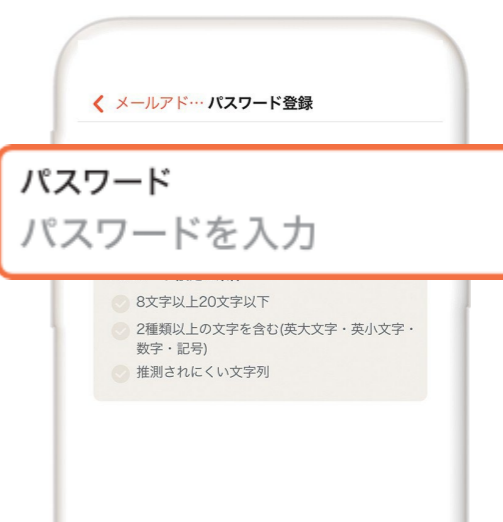 メールアド… パスワード登録
パスワード
パスワードを入力
8文字以上20文字以下
2種類以上の文字を含む(英大文字・英小文字・
数字・記号)
推測されにくい文字列